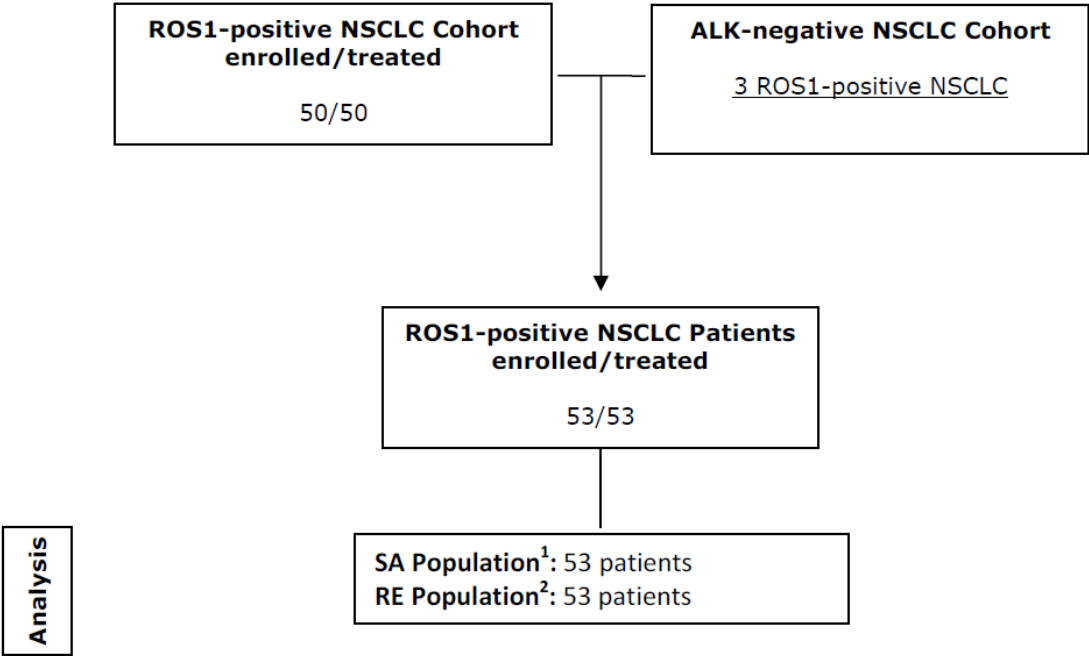 ROS1-positive NSCLC Cohort
enrolled/treated
50/50
ALK-negative NSCLC Cohort
3 ROS1-positive NSCLC
ROS1-positive NSCLC Patients
enrolled/treated
53/53
Analysis
SA Population¹: 53 patients
RE Population²: 53 patients